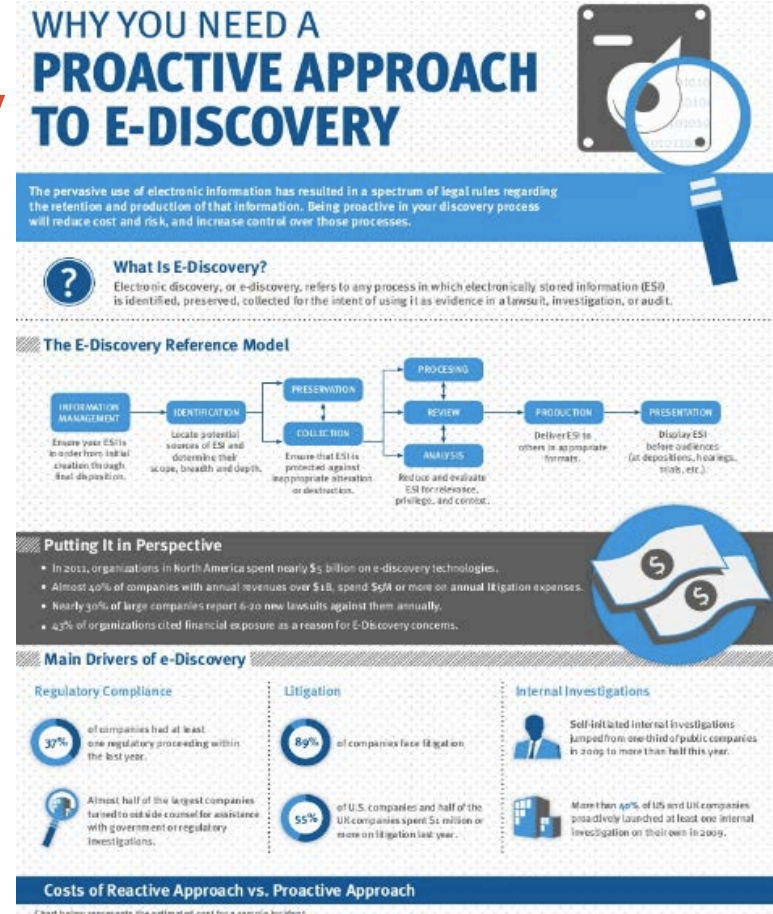 WHY YOU NEED A
PROACTIVE APPROACH
TO E-DISCOVERY
The pervasive use of electronic information has resulted in a spectrum of legal rules regarding
the retention and production of that information. Being proactive in your discovery process
will reduce cost and risk, and increase control over those processes.
What Is E-Discovery?
Electronic discovery, or e-discovery, refers to any process in which electronically stored information (ESI)
is identified, preserved, collected for the intent of using it as evidence in a lawsuit, investigation, or audit.
The E-Discovery Reference Model
INFORMATION
MANAGEMENT
Ensure your ESI is
in order from initial
creation through
final disposition.
IDENTIFICATION
Locate potential
sources of ESI and
determine their
scope, breadth and depth.
PRESERVATION
COLLECTION
Ensure that ESI is
protected against
inappropriate alteration
or destruction.
PROCESING
REVIEW
ANALYSIS
Reduce and evaluate
ESI for relevance,
privilege, and context.
PRODUCTION
Deliver ESI to
others in appropriate
formats.
PRESENTATION
Display ESI
before audiences
(at depositions, hearings,
trials, etc.).
Putting It in Perspective
• In 2011, organizations in North America spent nearly $5 billion on e-discovery technologies.
• Almost 40% of companies with annual revenues over $1B, spend $5M or more on annual litigation expenses.
• Nearly 30% of large companies report 6-20 new lawsuits against them annually.
• 43% of organizations cited financial exposure as a reason for E-Discovery concerns.
Main Drivers of e-Discovery
Regulatory Compliance
37%
of companies had at least
one regulatory proceeding within
the last year.
Almost half of the largest companies
turned to outside counsel for assistance
with government or regulatory
investigations.
Litigation
89%
of companies face litigation
55%
of U.S. companies and half of the
UK companies spent $1 million or
more on litigation last year.
Internal Investigations
Self-initiated internal investigations
jumped from one-third of public companies
in 2009 to more than half this year.
More than 40% of US and UK companies
proactively launched at least one internal
investigation on their own in 2009.
Costs of Reactive Approach vs. Proactive Approach